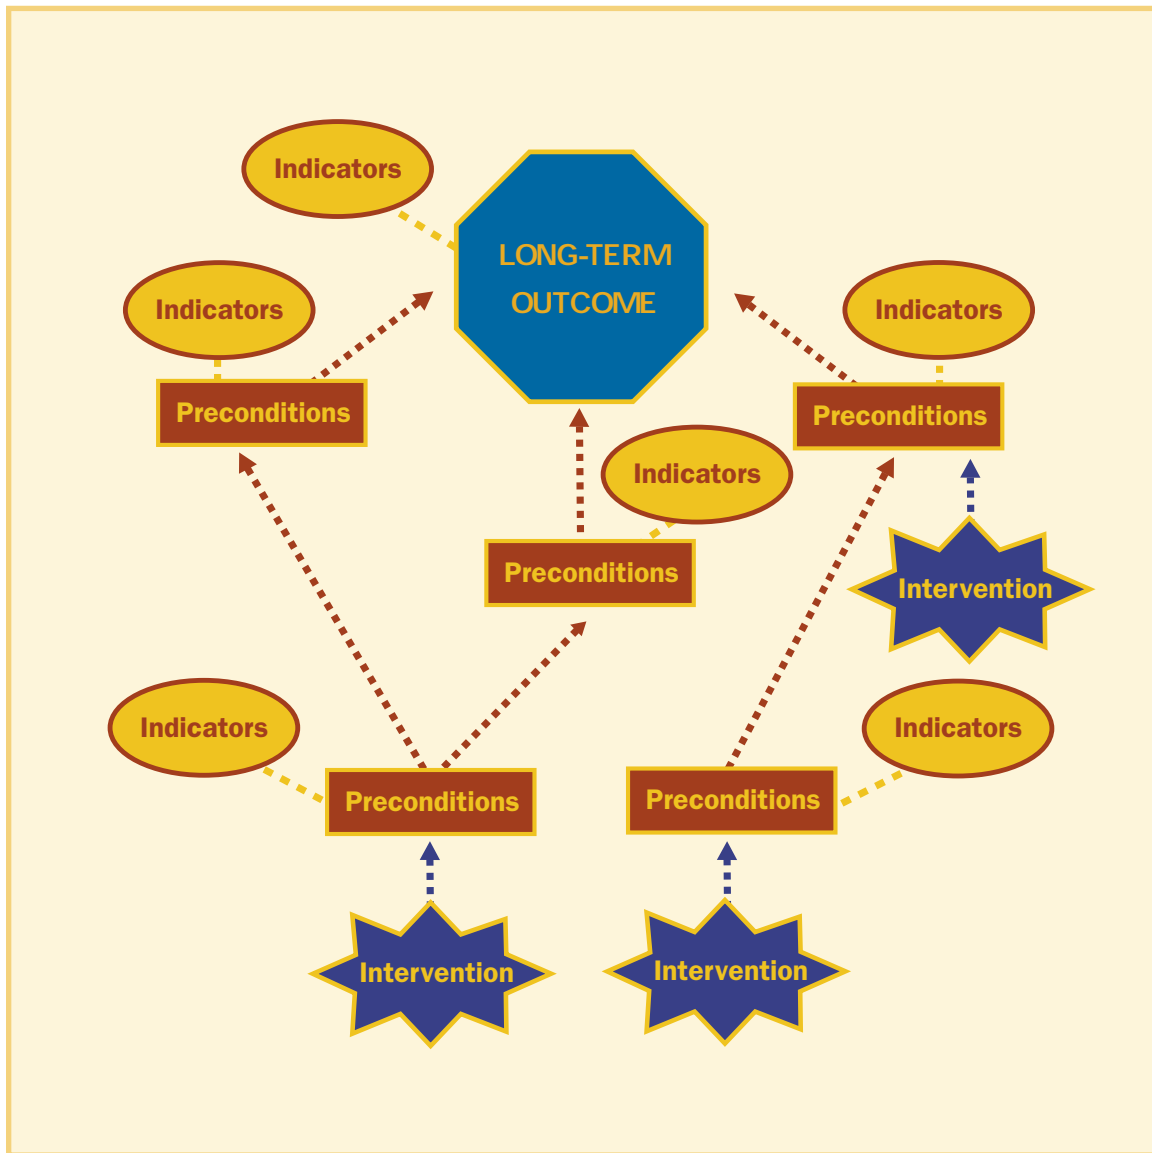 Indicators
LONG-TERM
OUTCOME
Indicators
Indicators
Preconditions
Preconditions
Indicators
Preconditions
Intervention
Indicators
Indicators
Preconditions
Preconditions
Intervention
Intervention